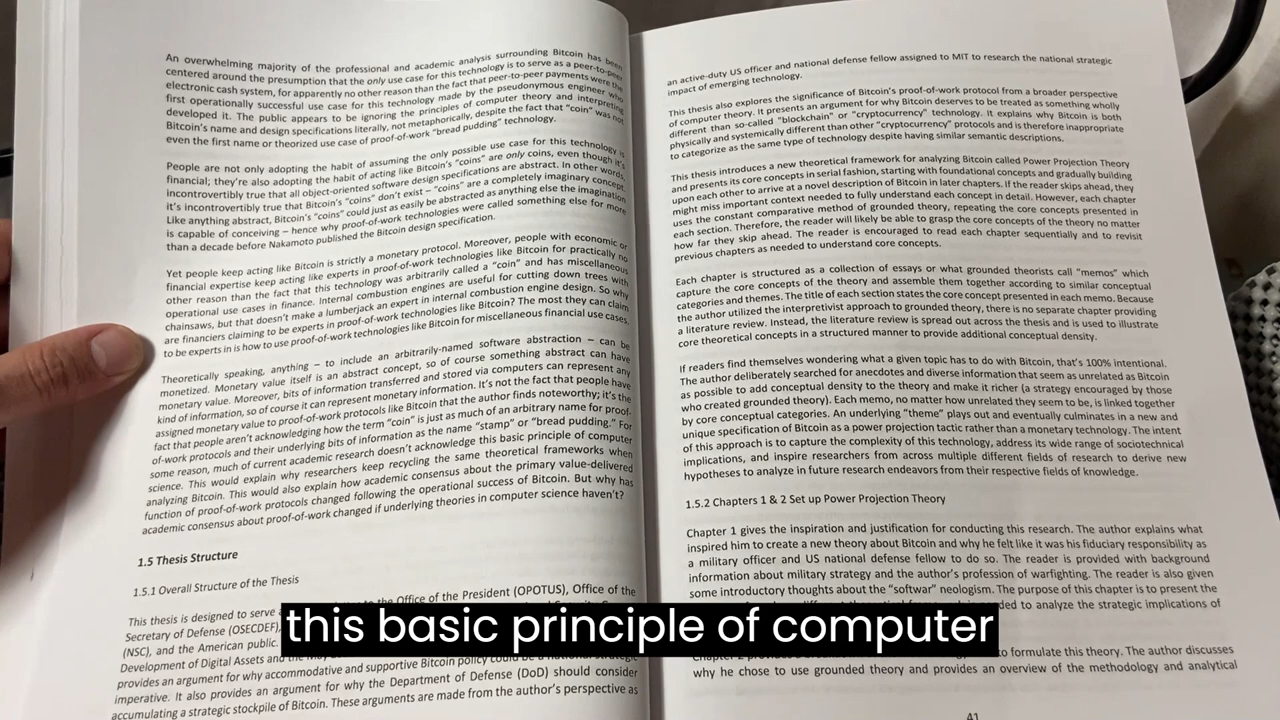 An overwhelming majority of the professional and academic analysis surrounding Bitcoin has been
centered around the presumption that the only use case for this technology is to serve as a peer-to-peer
electronic cash system, for apparently no other reason than the fact that peer-to-peer payments were the
first operationally successful use case for this technology made by the pseudonymous engineer who
developed it. The public appears to be ignoring the principles of computer theory and interpreting
Bitcoin's name and design specifications literally, not metaphorically, despite the fact that "coin" was not
even the first name or theorized use case of proof-of-work "bread pudding" technology.
People are not only adopting the habit of assuming the only possible use case for this technology is
financial; they're also adopting the habit of acting like Bitcoin's "coins" are only coins, even though it's
incontrovertibly true that all object-oriented software design specifications are abstract. In other words,
it's incontrovertibly true that Bitcoin's "coins" don't exist – "coins" are a completely imaginary concept.
Like anything abstract, Bitcoin's "coins" could just as easily be abstracted as anything else the imagination
is capable of conceiving – hence why proof-of-work technologies were called something else for more
than a decade before Nakamoto published the Bitcoin design specification.
Yet people keep acting like Bitcoin is strictly a monetary protocol. Moreover, people with economic or
financial expertise keep acting like experts in proof-of-work technologies like Bitcoin for practically no
other reason than the fact that this technology was arbitrarily called a "coin" and has miscellaneous
operational use cases in finance. Internal combustion engines are useful for cutting down trees with
chainsaws, but that doesn't make a lumberjack an expert in internal combustion engine design. So why
are financiers claiming to be experts in proof-of-work technologies like Bitcoin? The most they can claim
to be experts in is how to use proof-of-work technologies like Bitcoin for miscellaneous financial use cases.
Theoretically speaking, anything – to include an arbitrarily-named software abstraction – can be
monetized. Monetary value itself is an abstract concept, so of course something abstract can have
monetary value. Moreover, bits of information transferred and stored via computers can represent any
kind of information, so of course it can represent monetary information. It's not the fact that people have
assigned monetary value to proof-of-work protocols like Bitcoin that the author finds noteworthy; it's the
fact that people aren't acknowledging how the term "coin" is just as much of an arbitrary name for proof-
of-work protocols and their underlying bits of information as the name "stamp" or "bread pudding." For
some reason, much of current academic research doesn't acknowledge this basic principle of computer
science. This would explain why researchers keep recycling the same theoretical frameworks when
analyzing Bitcoin. This would also explain how academic consensus about the primary value-delivered
function of proof-of-work protocols changed following the operational success of Bitcoin. But why has
academic consensus about proof-of-work changed if underlying theories in computer science haven't?
1.5 Thesis Structure
1.5.1 Overall Structure of the Thesis
This thesis is designed to serve a the Office of the President (OPOTUS), Office of the
Secretary of Defense (OSECDEF),
(NSC), and the American public.
Development of Digital Assets and
provides an argument for why accommodative and supportive Bitcoin policy could be a national strategic
imperative. It also provides an argument for why the Department of Defense (DoD) should consider
accumulating a strategic stockpile of Bitcoin. These arguments are made from the author's perspective as
an active-duty US officer and national defense fellow assigned to MIT to research the national strategic
impact of emerging technology.
This thesis also explores the significance of Bitcoin's proof-of-work protocol from a broader perspective
of computer theory. It presents an argument for why Bitcoin deserves to be treated as something wholly
different than so-called "blockchain" or "cryptocurrency" technology. It explains why Bitcoin is both
physically and systemically different than other "cryptocurrency" protocols and is therefore inappropriate
to categorize as the same type of technology despite having similar semantic descriptions.
This thesis introduces a new theoretical framework for analyzing Bitcoin called Power Projection Theory
and presents its core concepts in serial fashion, starting with foundational concepts and gradually building
upon each other to arrive at a novel description of Bitcoin in later chapters. If the reader skips ahead, they
might miss important context needed to fully understand each concept in detail. However, each chapter
uses the constant comparative method of grounded theory, repeating the core concepts presented in
each section. Therefore, the reader will likely be able to grasp the core concepts of the theory no matter
how far they skip ahead. The reader is encouraged to read each chapter sequentially and to revisit
previous chapters as needed to understand core concepts.
Each chapter is structured as a collection of essays or what grounded theorists call "memos" which
capture the core concepts of the theory and assemble them together according to similar conceptual
categories and themes. The title of each section states the core concept presented in each memo. Because
the author utilized the interpretivist approach to grounded theory, there is no separate chapter providing
a literature review. Instead, the literature review is spread out across the thesis and is used to illustrate
core theoretical concepts in a structured manner to provide additional conceptual density.
If readers find themselves wondering what a given topic has to do with Bitcoin, that's 100% intentional.
The author deliberately searched for anecdotes and diverse information that seem as unrelated as Bitcoin
as possible to add conceptual density to the theory and make it richer (a strategy encouraged by those
who created grounded theory). Each memo, no matter how unrelated they seem to be, is linked together
by core conceptual categories. An underlying "theme" plays out and eventually culminates in a new and
unique specification of Bitcoin as a power projection tactic rather than a monetary technology. The intent
of this approach is to capture the complexity of this technology, address its wide range of sociotechnical
implications, and inspire researchers from across multiple different fields of research to derive new
hypotheses to analyze in future research endeavors from their respective fields of knowledge.
1.5.2 Chapters 1 & 2 Set up Power Projection Theory
Chapter 1 gives the inspiration and justification for conducting this research. The author explains what
inspired him to create a new theory about Bitcoin and why he felt like it was his fiduciary responsibility as
a military officer and US national defense fellow to do so. The reader is provided with background
information about military strategy and the author's profession of warfighting. The reader is also given
some introductory thoughts about the "softwar" neologism. The purpose of this chapter is to present the
to analyze the strategic implications of
to formulate this theory. The author discusses
why he chose to use grounded theory and provides an overview of the methodology and analytical
41
this basic principle of computer